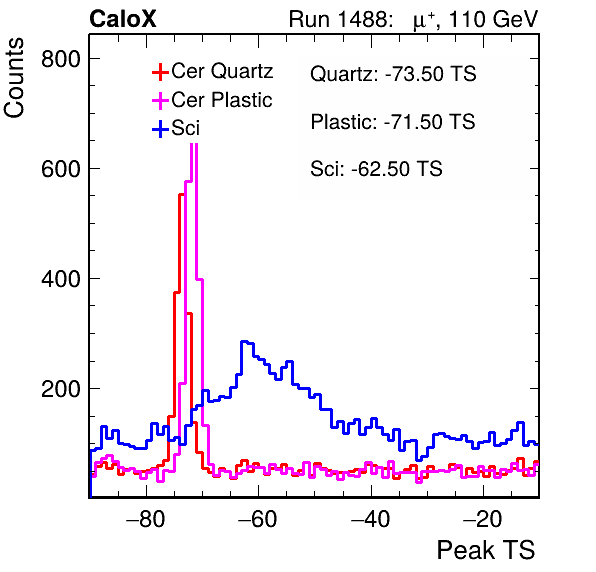 CaloX Run 1488: μ⁺, 110 GeV
Counts
800
600
400
200
Cer Quartz
Cer Plastic
Sci
Quartz: -73.50 TS
Plastic: -71.50 TS
Sci: -62.50 TS
−80 −60 −40 −20
Peak TS